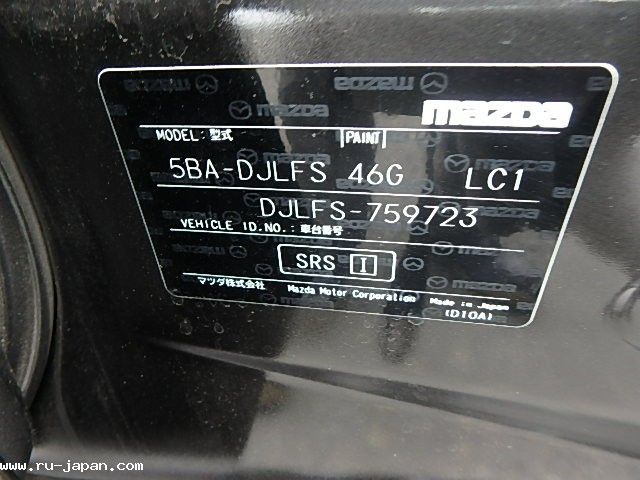 mazda
MODEL:型式 PAINT
5BA-DJLFS 46G LC1
DJLFS-759723
VEHICLE ID.NO.:車台番号
SRS I
マツダ株式会社 Mazda Motor Corporation Made in Japan
(D10A)
www.ru-japan.com